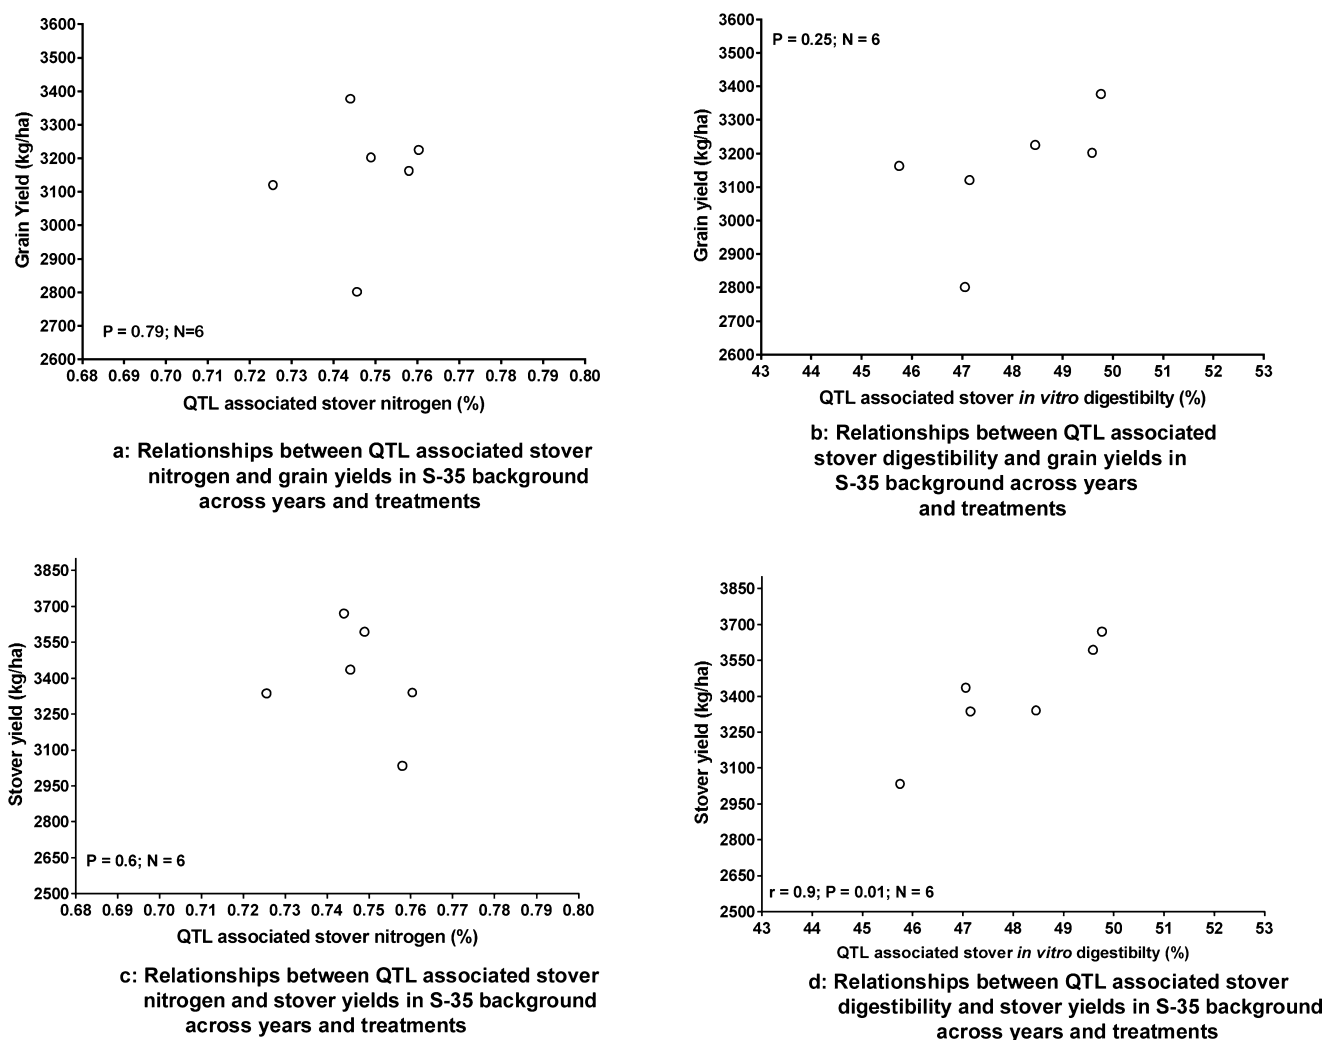 3600
3500
3400
3300
3200
3100
3000
2900
2800
2700
2600
Grain Yield (kg/ha)
P = 0.79; N=6
0.68 0.69 0.70 0.71 0.72 0.73 0.74 0.75 0.76 0.77 0.78 0.79 0.80
QTL associated stover nitrogen (%)
a: Relationships between QTL associated stover
nitrogen and grain yields in S-35 background
across years and treatments
3600
3500
3400
3300
3200
3100
3000
2900
2800
2700
2600
Grain yield (kg/ha)
P = 0.25; N = 6
43 44 45 46 47 48 49 50 51 52 53
QTL associated stover in vitro digestibilty (%)
b: Relationships between QTL associated
stover digestibility and grain yields in
S-35 background across years
and treatments
3850
3700
3550
3400
3250
3100
2950
2800
2650
2500
Stover yield (kg/ha)
P = 0.6; N = 6
0.68 0.69 0.70 0.71 0.72 0.73 0.74 0.75 0.76 0.77 0.78 0.79 0.80
QTL associated stover nitrogen (%)
c: Relationships between QTL associated stover
nitrogen and stover yields in S-35 background
across years and treatments
3850
3700
3550
3400
3250
3100
2950
2800
2650
2500
Stover yield (kg/ha)
r = 0.9; P = 0.01; N = 6
43 44 45 46 47 48 49 50 51 52 53
QTL associated stover in vitro digestibilty (%)
d: Relationships between QTL associated stover
digestibility and stover yields in S-35 background
across years and treatments